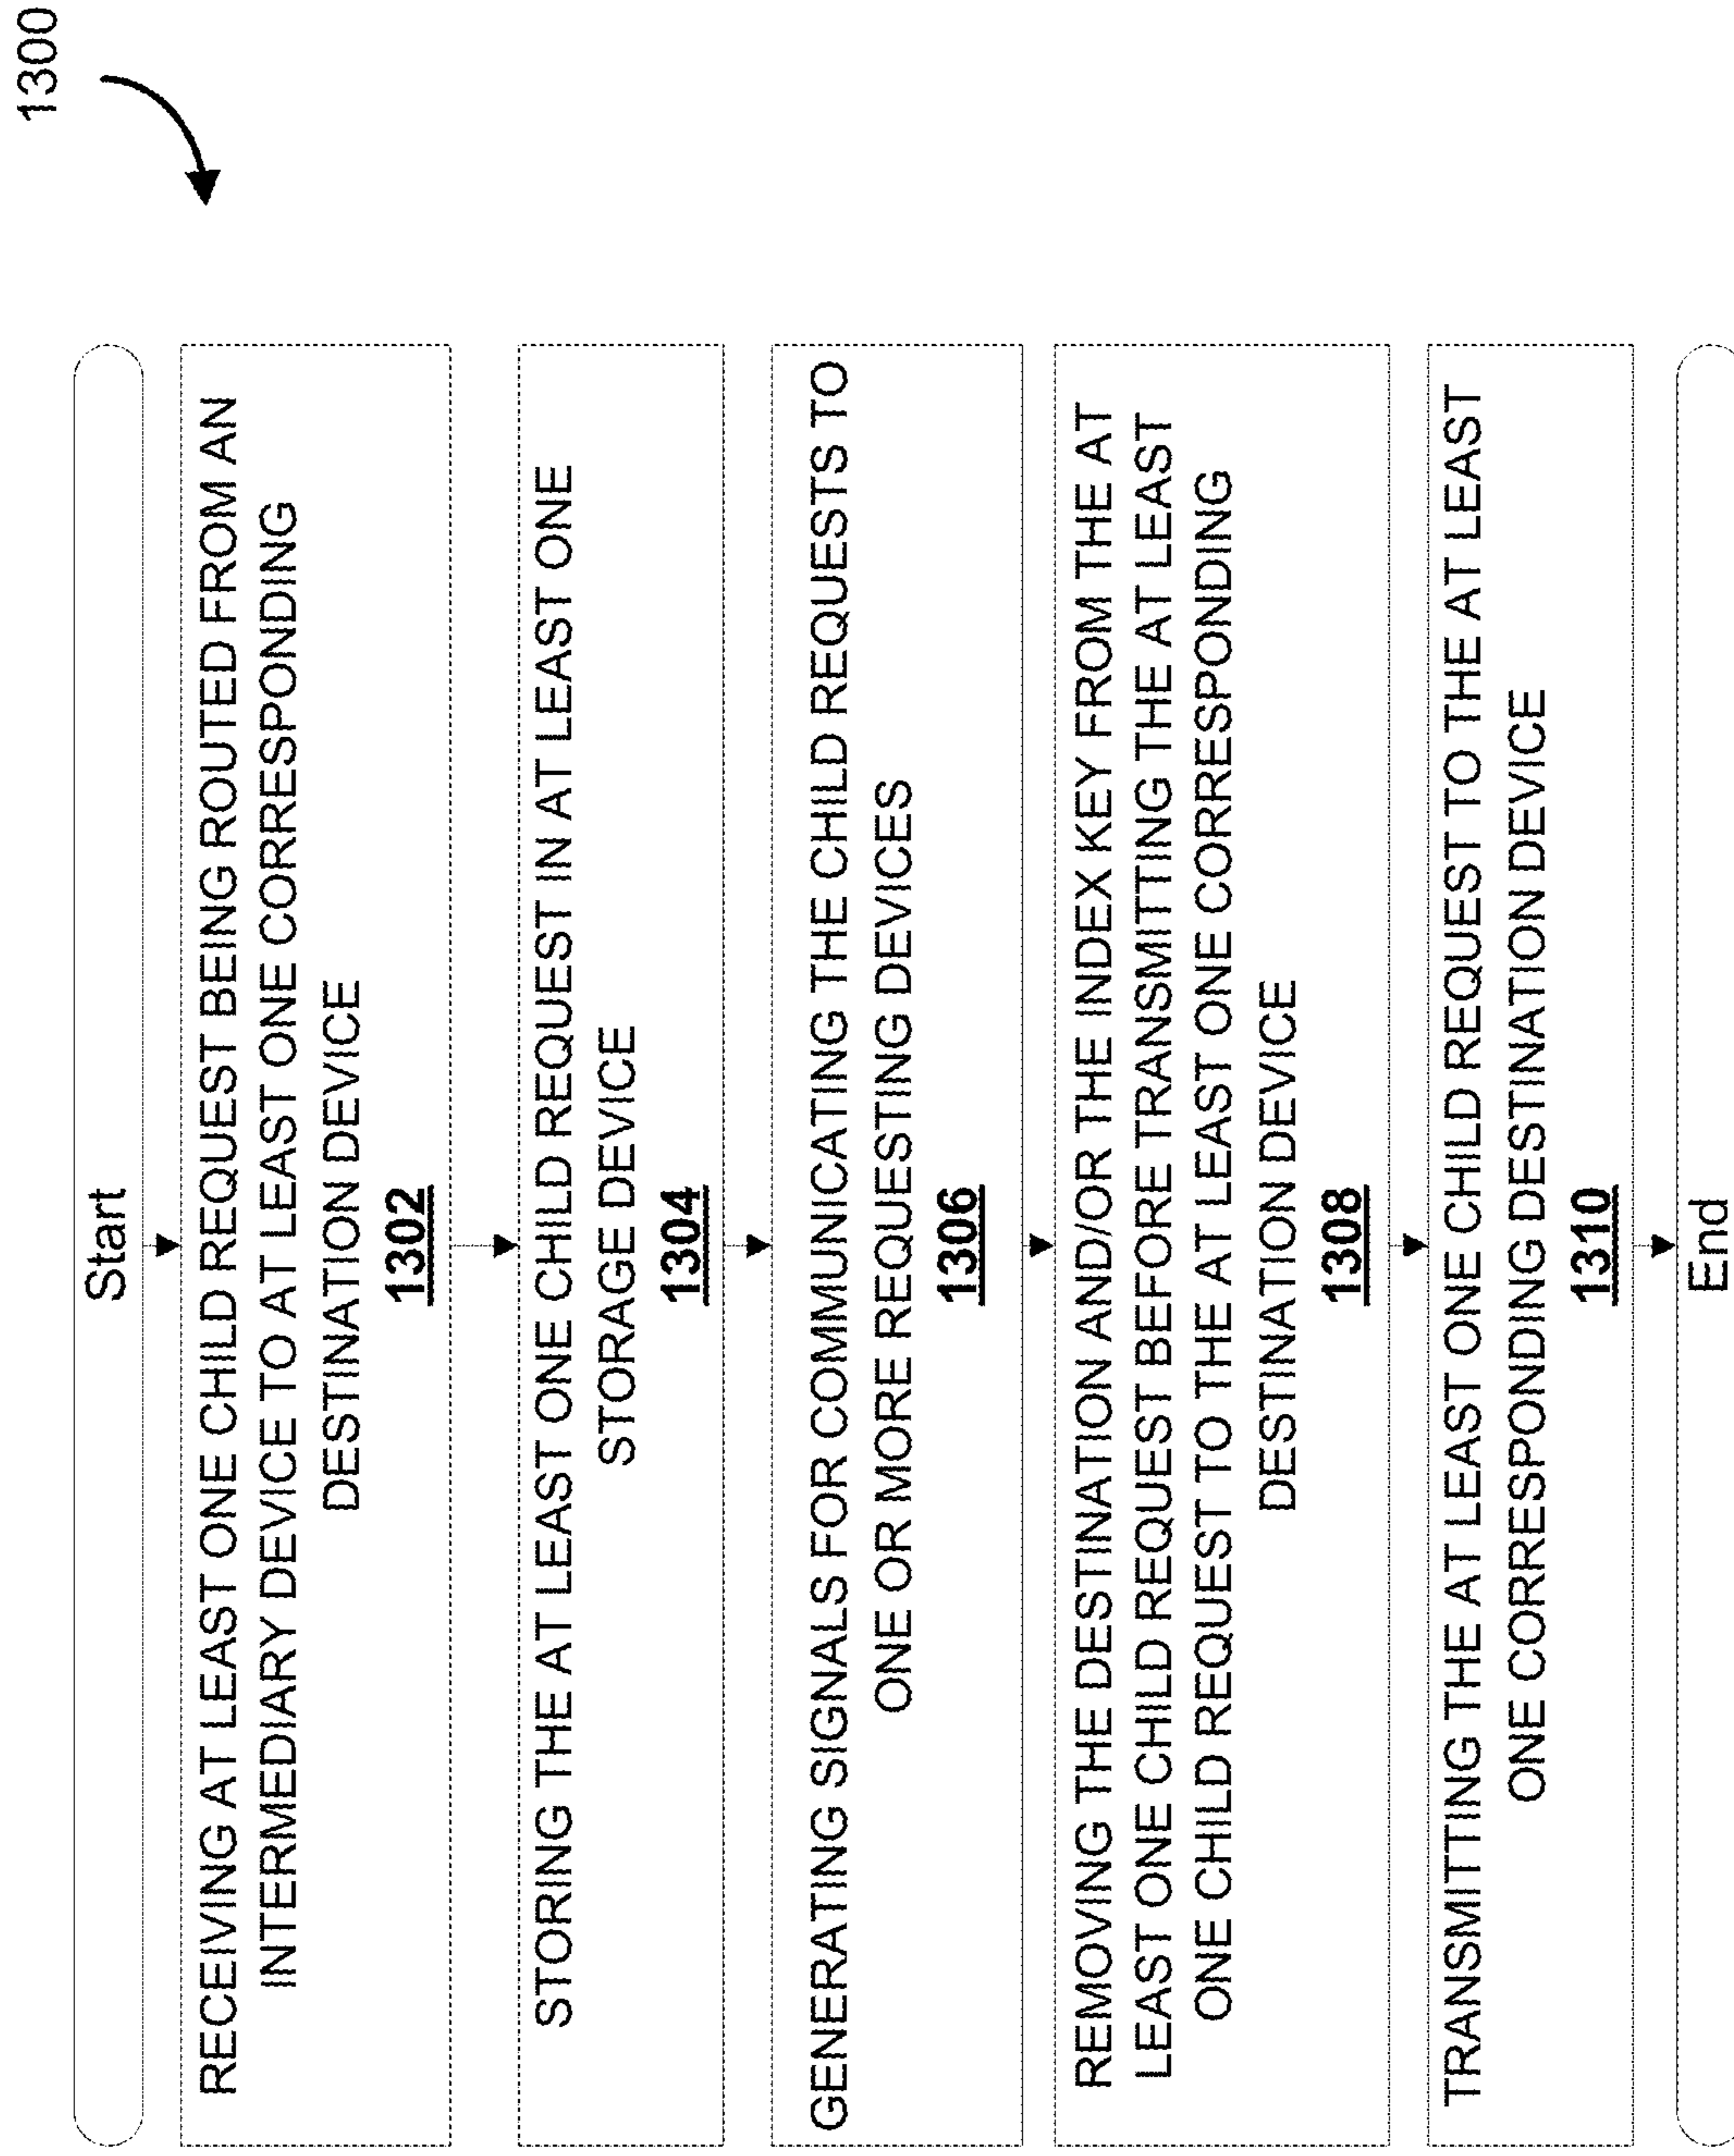 1300
Start
RECEIVING AT LEAST ONE CHILD REQUEST BEING ROUTED FROM AN
INTERMEDIARY DEVICE TO AT LEAST ONE CORRESPONDING
DESTINATION DEVICE
1302
STORING THE AT LEAST ONE CHILD REQUEST IN AT LEAST ONE
STORAGE DEVICE
1304
GENERATING SIGNALS FOR COMMUNICATING THE CHILD REQUESTS TO
ONE OR MORE REQUESTING DEVICES
1306
REMOVING THE DESTINATION AND/OR THE INDEX KEY FROM THE AT
LEAST ONE CHILD REQUEST BEFORE TRANSMITTING THE AT LEAST
ONE CHILD REQUEST TO THE AT LEAST ONE CORRESPONDING
DESTINATION DEVICE
1308
TRANSMITTING THE AT LEAST ONE CHILD REQUEST TO THE AT LEAST
ONE CORRESPONDING DESTINATION DEVICE
1310
End